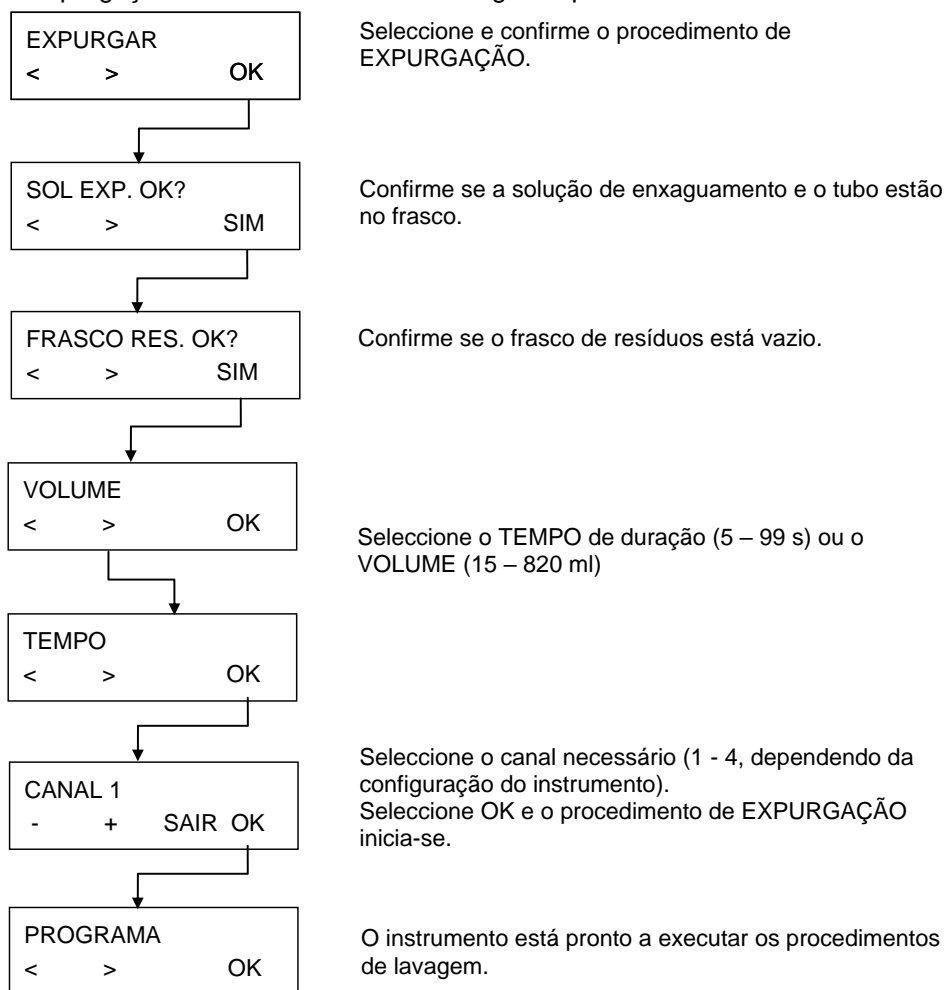 EXPURGAR
< > OK
Seleccione e confirme o procedimento de
EXPURGAÇÃO.
SOL EXP. OK?
< > SIM
Confirme se a solução de enxaguamento e o tubo estão
no frasco.
FRASCO RES. OK?
< > SIM
Confirme se o frasco de resíduos está vazio.
VOLUME
< > OK
Seleccione o TEMPO de duração (5 – 99 s) ou o
VOLUME (15 – 820 ml)
TEMPO
< > OK
CANAL 1
- + SAIR OK
Seleccione o canal necessário (1 - 4, dependendo da
configuração do instrumento).
Seleccione OK e o procedimento de EXPURGAÇÃO
inicia-se.
PROGRAMA
< > OK
O instrumento está pronto a executar os procedimentos
de lavagem.